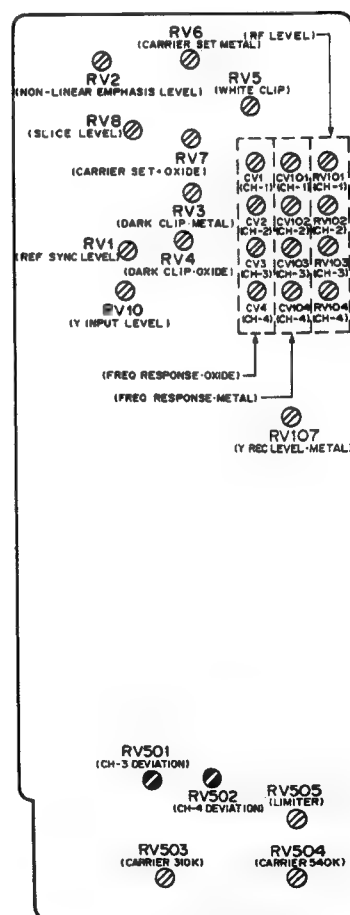 RV6
(CARRIER SET METAL)
(RF LEVEL)
RV2
(NON-LINEAR EMPHASIS LEVEL)
RV5
(WHITE CLIP)
RV8
(SLICE LEVEL)
RV7
(CARRIER SET-OXIDE)
CV1
(CH-1)
CV101
(CH-1)
RV101
(CH-1)
RV3
(DARK CLIP-METAL)
CV2
(CH-2)
CV102
(CH-2)
RV102
(CH-2)
RV1
(REF SYNC LEVEL)
RV4
(DARK CLIP-OXIDE)
CV3
(CH-3)
CV103
(CH-3)
RV103
(CH-3)
RV10
(Y INPUT LEVEL)
CV4
(CH-4)
CV104
(CH-4)
RV104
(CH-4)
(FREQ RESPONSE-OXIDE)
(FREQ RESPONSE-METAL)
RV107
(Y REC LEVEL-METAL)
RV501
(CH-3 DEVIATION)
RV502
(CH-4 DEVIATION)
RV505
(LIMITER)
RV503
(CARRIER 310K)
RV504
(CARRIER 540K)